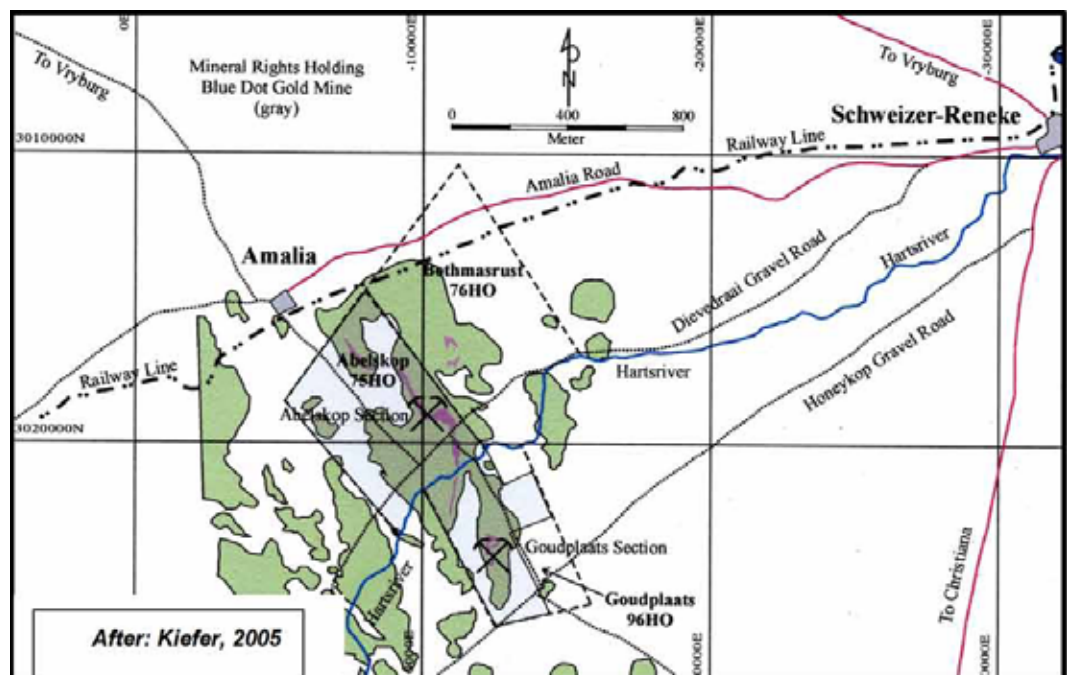 0E
-10000E
-20000E
-30000E
To Vryburg
Mineral Rights Holding
Blue Dot Gold Mine
(gray)
N
0 400 800
Meter
To Vryburg
Schweizer-Reneke
3010000N
Railway Line
Amalia Road
Amalia
Bothmasrust
76HO
Dievedraai Gravel Road
Hartsriver
Honeykop Gravel Road
Railway Line
Abelskop
75HO
Hartsriver
Abelskop Section
3020000N
Goudplaats Section
Goudplaats
96HO
Hartsriver
To Christiana
After: Kiefer, 2005